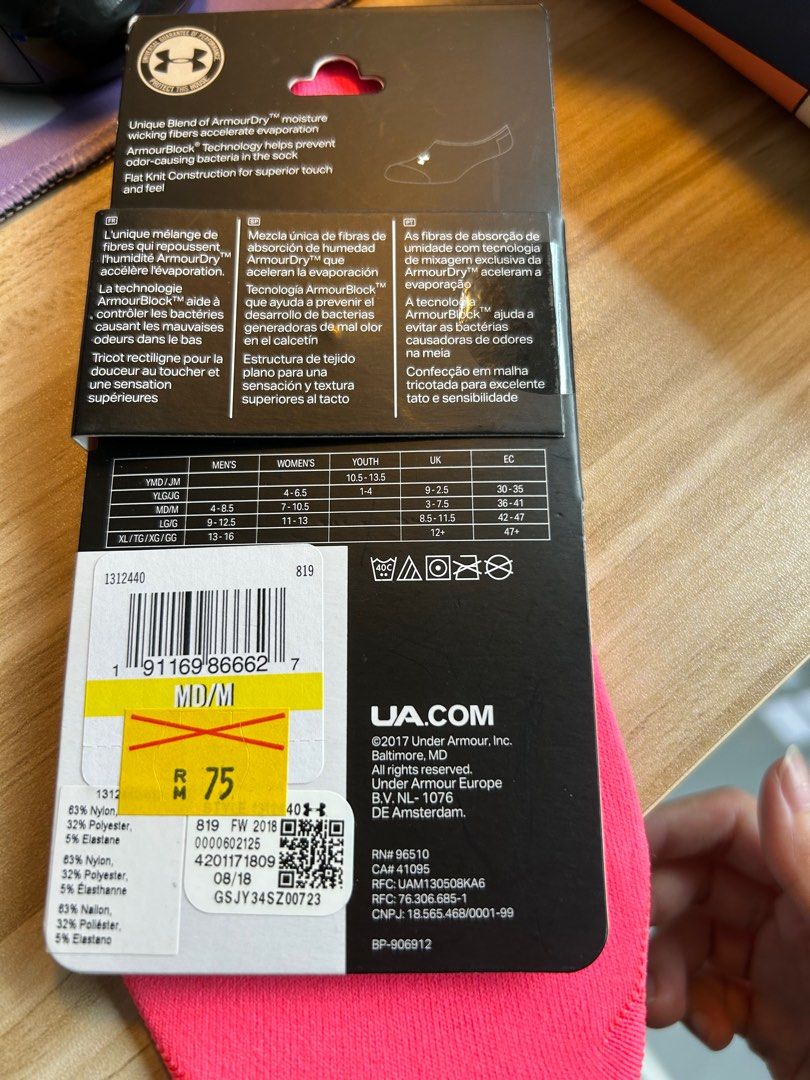 UNIVERSAL GUARANTEE OF PERFORMANCE
PROTECT THIS HOUSE
Unique Blend of ArmourDry™ moisture
wicking fibers accelerate evaporation
ArmourBlock® Technology helps prevent
odor-causing bacteria in the sock
Flat Knit Construction for superior touch
and feel
FR
L'unique mélange de
fibres qui repoussent
l'humidité ArmourDry™
accélère l'évaporation.
La technologie
ArmourBlock™ aide à
contrôler les bactéries
causant les mauvaises
odeurs dans le bas
Tricot rectiligne pour la
douceur au toucher et
une sensation
supérieures
SP
Mezcla única de fibras de
absorción de humedad
ArmourDry™ que
aceleran la evaporación
Tecnología ArmourBlock™
que ayuda a prevenir el
desarrollo de bacterias
generadoras de mal olor
en el calcetín
Estructura de tejido
plano para una
sensación y textura
superiores al tacto
PT
As fibras de absorção de
umidade com tecnologia
de mixagem exclusiva da
ArmourDry™ aceleram a
evaporação
A tecnologia
ArmourBlock™ ajuda a
evitar as bactérias
causadoras de odores
na meia
Confecção em malha
tricotada para excelente
tato e sensibilidade
MEN'S WOMEN'S YOUTH UK EC
YMD/JM 10.5-13.5
YLG/JG 4-6.5 1-4 9-2.5 30-35
MD/M 4-8.5 7-10.5 3-7.5 36-41
LG/G 9-12.5 11-13 8.5-11.5 42-47
XL/TG/XG/GG 13-16 12+ 47+
40C
1312440 819
1 91169 86662 7
MD/M
RM 75
63% Nylon,
32% Polyester,
5% Elastane
63% Nylon,
32% Polyester,
5% Élasthanne
63% Nailon,
32% Poliéster,
5% Elastano
819 FW 2018
0000602125
4201171809
08/18
GSJY34SZ00723
UA.COM
©2017 Under Armour, Inc.
Baltimore, MD
All rights reserved.
Under Armour Europe
B.V. NL- 1076
DE Amsterdam.
RN# 96510
CA# 41095
RFC: UAM130508KA6
RFC: 76.306.685-1
CNPJ: 18.565.468/0001-99
BP-906912